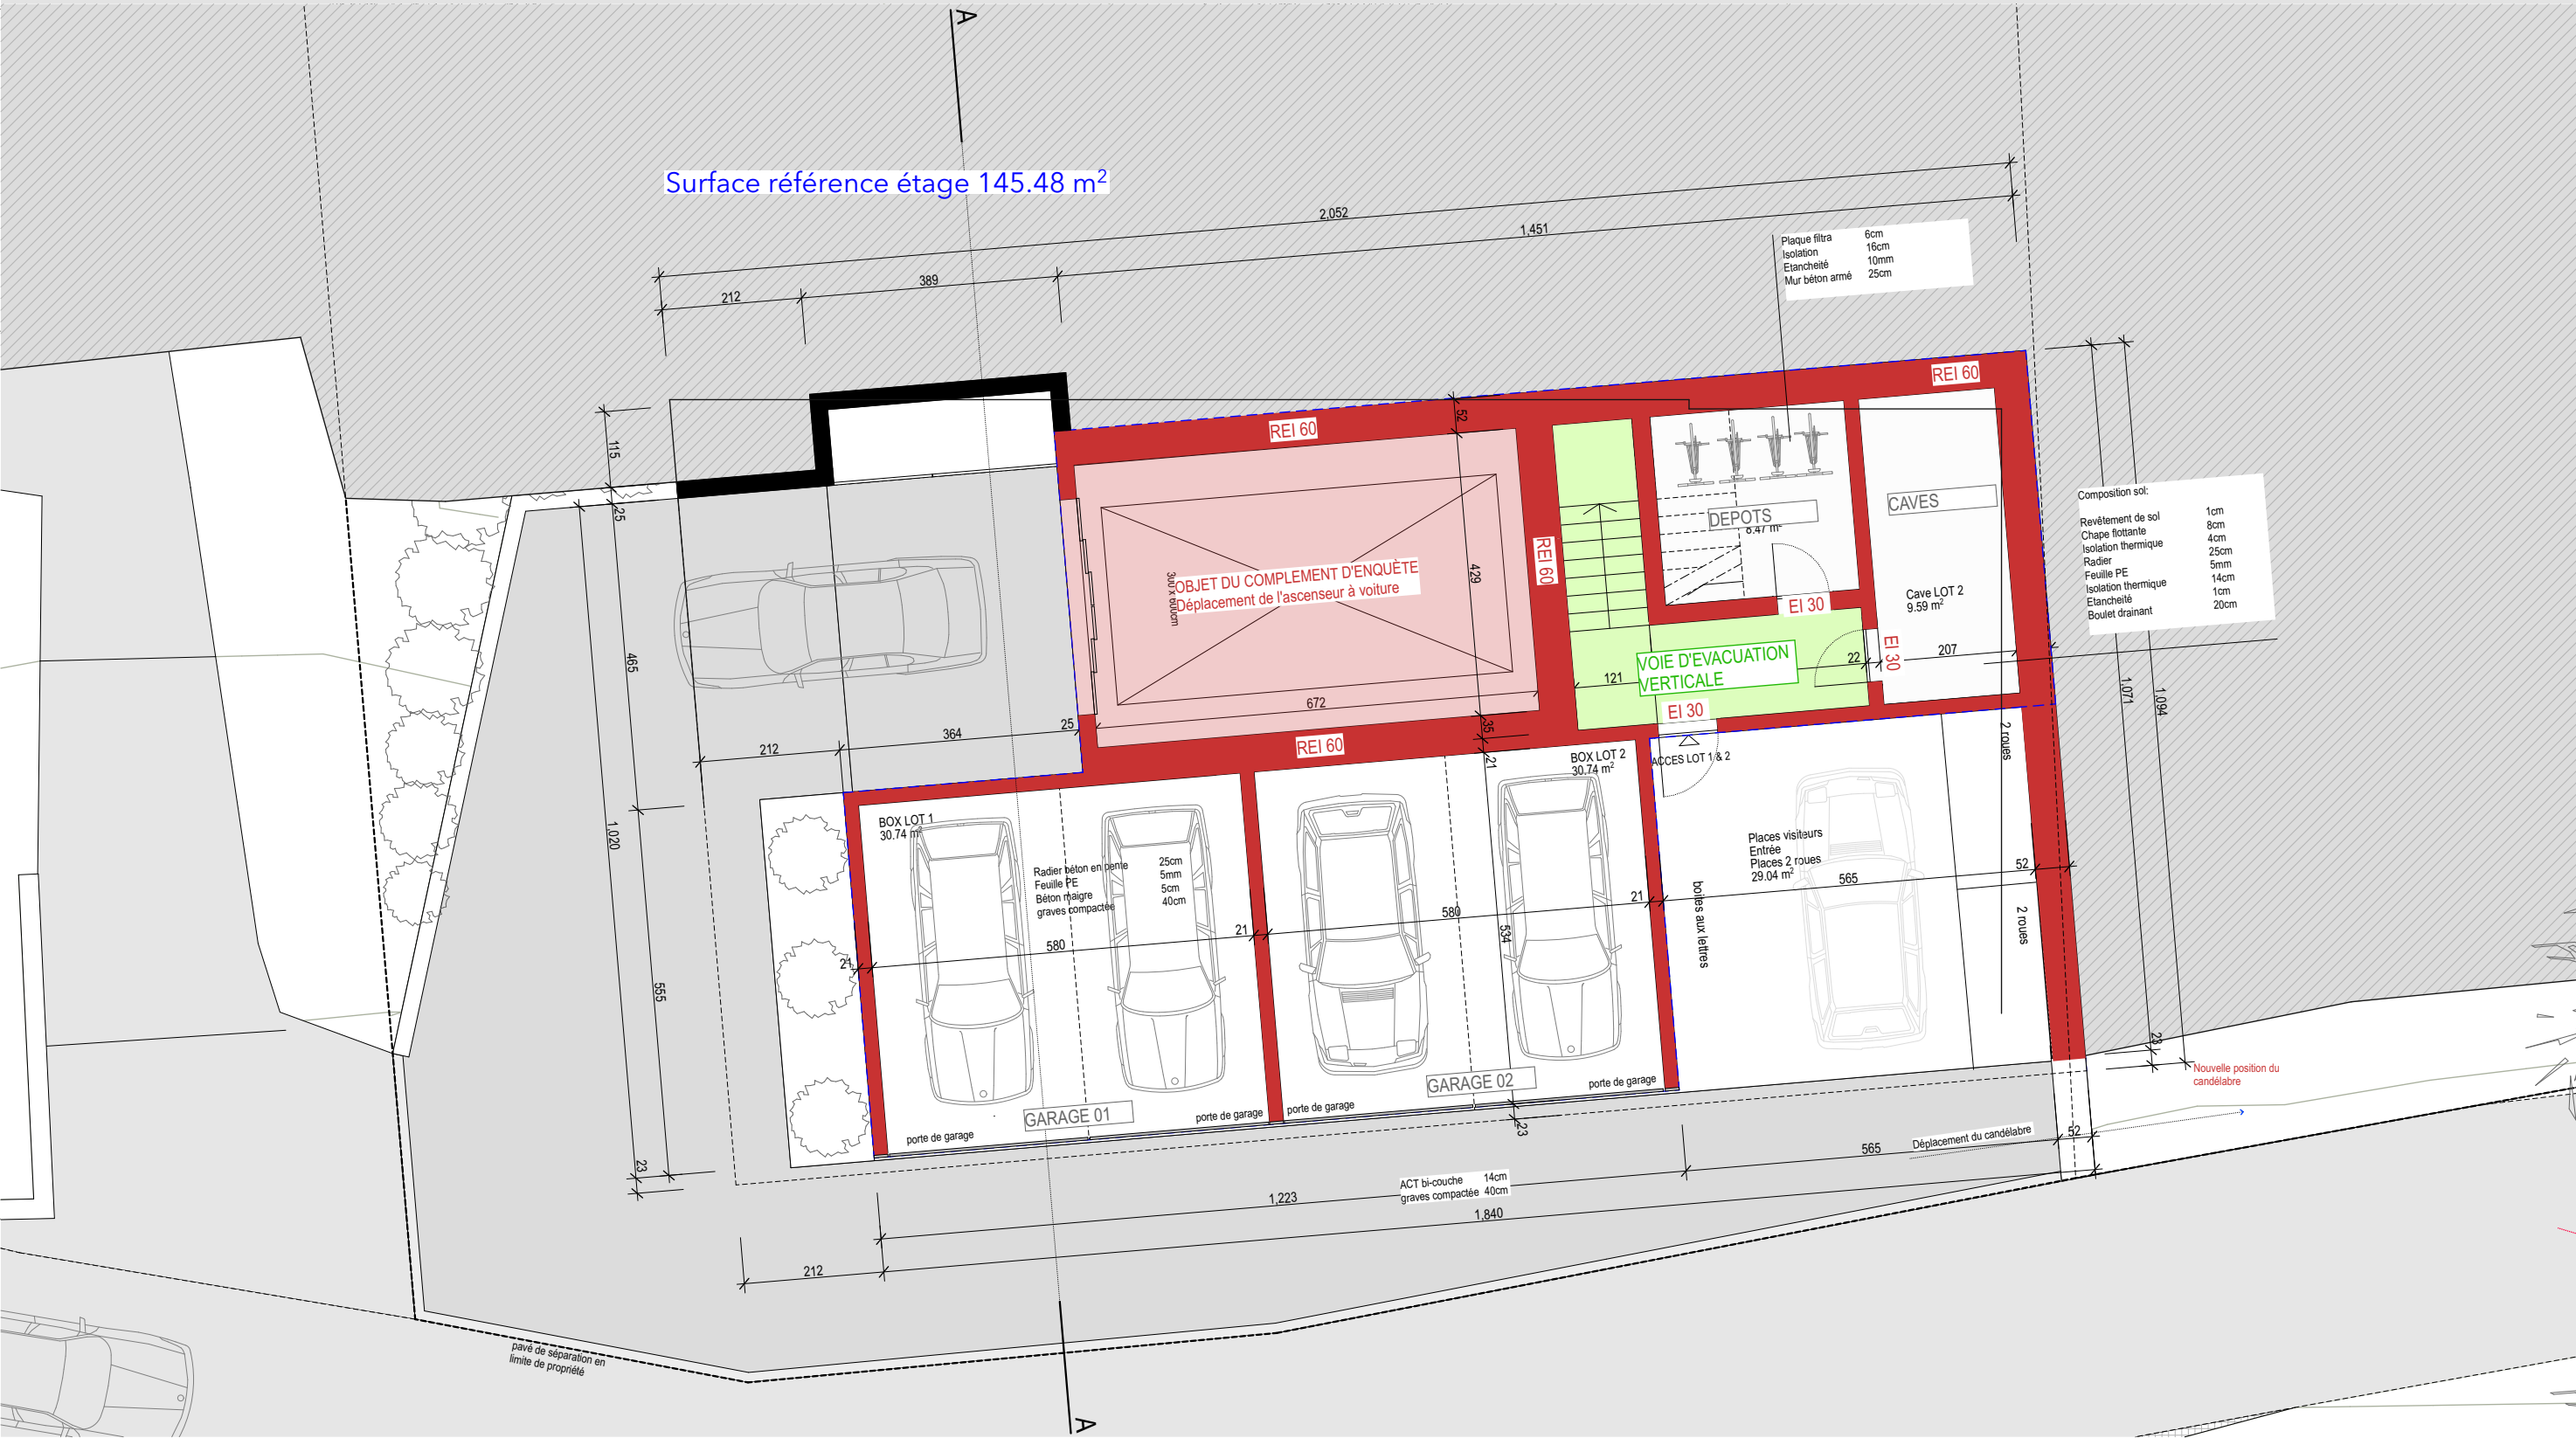 A
Surface référence étage 145.48 m²
2,052
1,451
389
212
Plaque filtra 6cm
Isolation 16cm
Etancheité 10mm
Mur béton armé 25cm
REI 60
REI 60
52
115
25
465
1,020
555
23
DEPOTS
8.47 m²
CAVES
Composition sol:
Revêtement de sol 1cm
Chape flottante 8cm
Isolation thermique 4cm
Radier 25cm
Feuille PE 5mm
Isolation thermique 14cm
Etancheité 1cm
Boulet drainant 20cm
REI 60
429
300 x 600cm
OBJET DU COMPLEMENT D'ENQUÈTE
Déplacement de l'ascenseur à voiture
EI 30
Cave LOT 2
9.59 m²
EI 30
VOIE D'EVACUATION
VERTICALE
22
207
121
672
EI 30
1,071
1,094
23
212
364
25
REI 60
35
21
BOX LOT 2
30.74 m²
ACCES LOT 1 & 2
2 roues
BOX LOT 1
30.74 m²
Radier béton en pente 25cm
Feuille PE 5mm
Béton maigre 5cm
graves compactée 40cm
Places visiteurs
Entrée
Places 2 roues
29.04 m²
52
565
21
580
534
21
580
21
boites aux lettres
2 roues
GARAGE 02
porte de garage
porte de garage
GARAGE 01
porte de garage
porte de garage
23
Nouvelle position du
candélabre
Déplacement du candélabre
52
565
ACT bi-couche 14cm
graves compactée 40cm
1,223
1,840
212
pavé de séparation en
limite de propriété
A